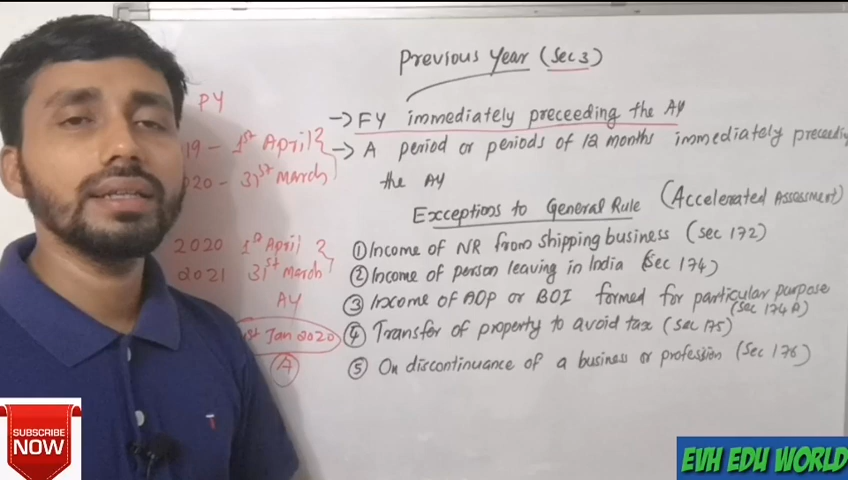 Previous Year (Sec 3)
PY
→ FY immediately preceeding the AY
19 - 1st April
→ A period or periods of 12 months immediately preceedin
020 - 31st March
the AY
Exceptions to General Rule (Accelerated Assessment)
① Income of NR from shipping business (sec 172)
2020 1st April
② Income of person leaving in India (Sec 174)
2021 31st March
③ Income of AOP or BOI formed for particular purpose
(Sec 174 A)
AY
④ Transfer of property to avoid tax (Sec 175)
st Jan 2020
⑤ On discontinuance of a business or profession (Sec 176)
A
SUBSCRIBE
NOW
EVH EDU WORLD